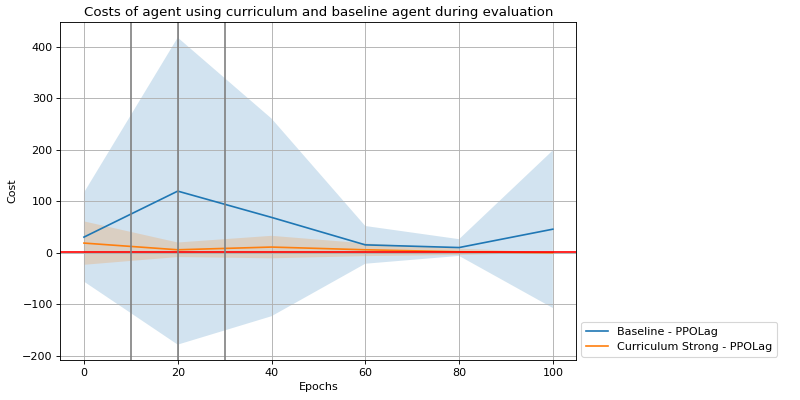 Costs of agent using curriculum and baseline agent during evaluation
400
300
200
100
0
−100
−200
Cost
0 20 40 60 80 100
Epochs
Baseline - PPOLag
Curriculum Strong - PPOLag